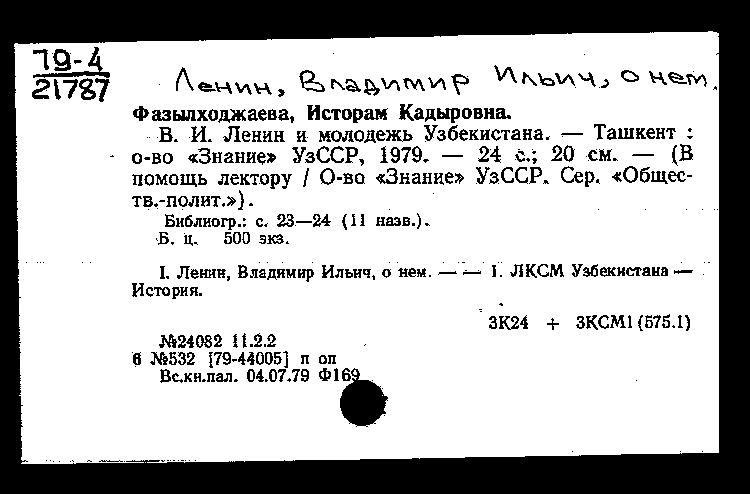 79-4
21787
Ленин, Владимир Ильич, о нем.
Фазылходжаева, Исторам Кадыровна.
В. И. Ленин и молодежь Узбекистана. — Ташкент :
о-во «Знание» УзССР, 1979. — 24 с.; 20 см. — (В
помощь лектору / О-во «Знание» УзССР. Сер. «Общес-
тв.-полит.»).
Библиогр.: с. 23—24 (11 назв.).
Б. ц. 500 экз.
I. Ленин, Владимир Ильич, о нем. — — 1. ЛКСМ Узбекистана —
История.
3К24 + 3КСМ1(575.1)
№24082 11.2.2
б №532 [79-44005] п оп
Вс.кн.пал. 04.07.79 Ф169